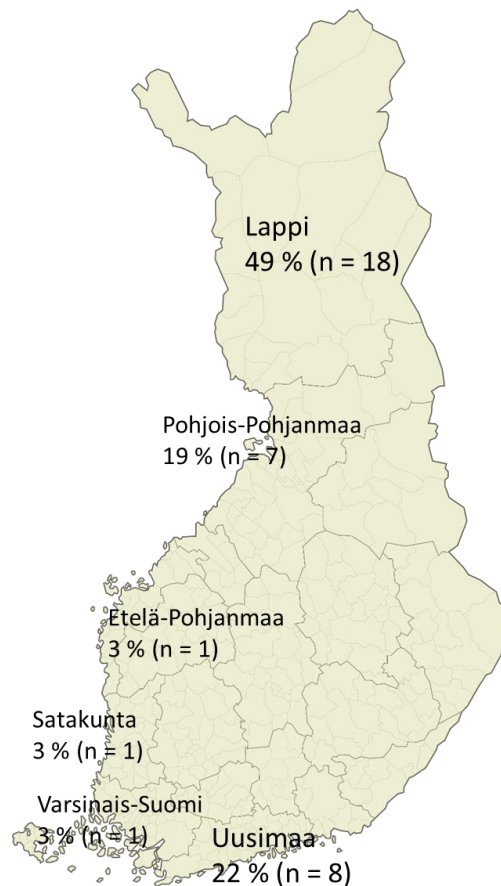 Lappi
49 % (n = 18)
Pohjois-Pohjanmaa
19 % (n = 7)
Etelä-Pohjanmaa
3 % (n = 1)
Satakunta
3 % (n = 1)
Varsinais-Suomi
3 % (n = 1)
Uusimaa
22 % (n = 8)